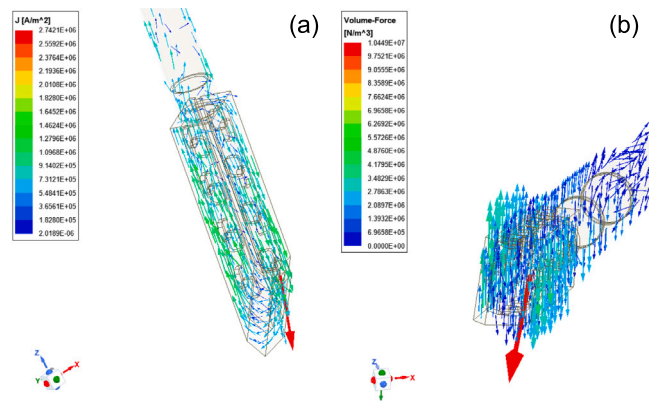 (a)
J [A/m^2]
2.7421E+06
2.5592E+06
2.3764E+06
2.1936E+06
2.0108E+06
1.8280E+06
1.6452E+06
1.4624E+06
1.2796E+06
1.0968E+06
9.1402E+05
7.3121E+05
5.4841E+05
3.6561E+05
1.8280E+05
2.0189E-06
Z
X
Y
(b)
Volume-Force
[N/m^3]
1.0449E+07
9.7521E+06
9.0555E+06
8.3589E+06
7.6624E+06
6.9658E+06
6.2692E+06
5.5726E+06
4.8760E+06
4.1795E+06
3.4829E+06
2.7863E+06
2.0897E+06
1.3932E+06
6.9658E+05
0.0000E+00
Z
X